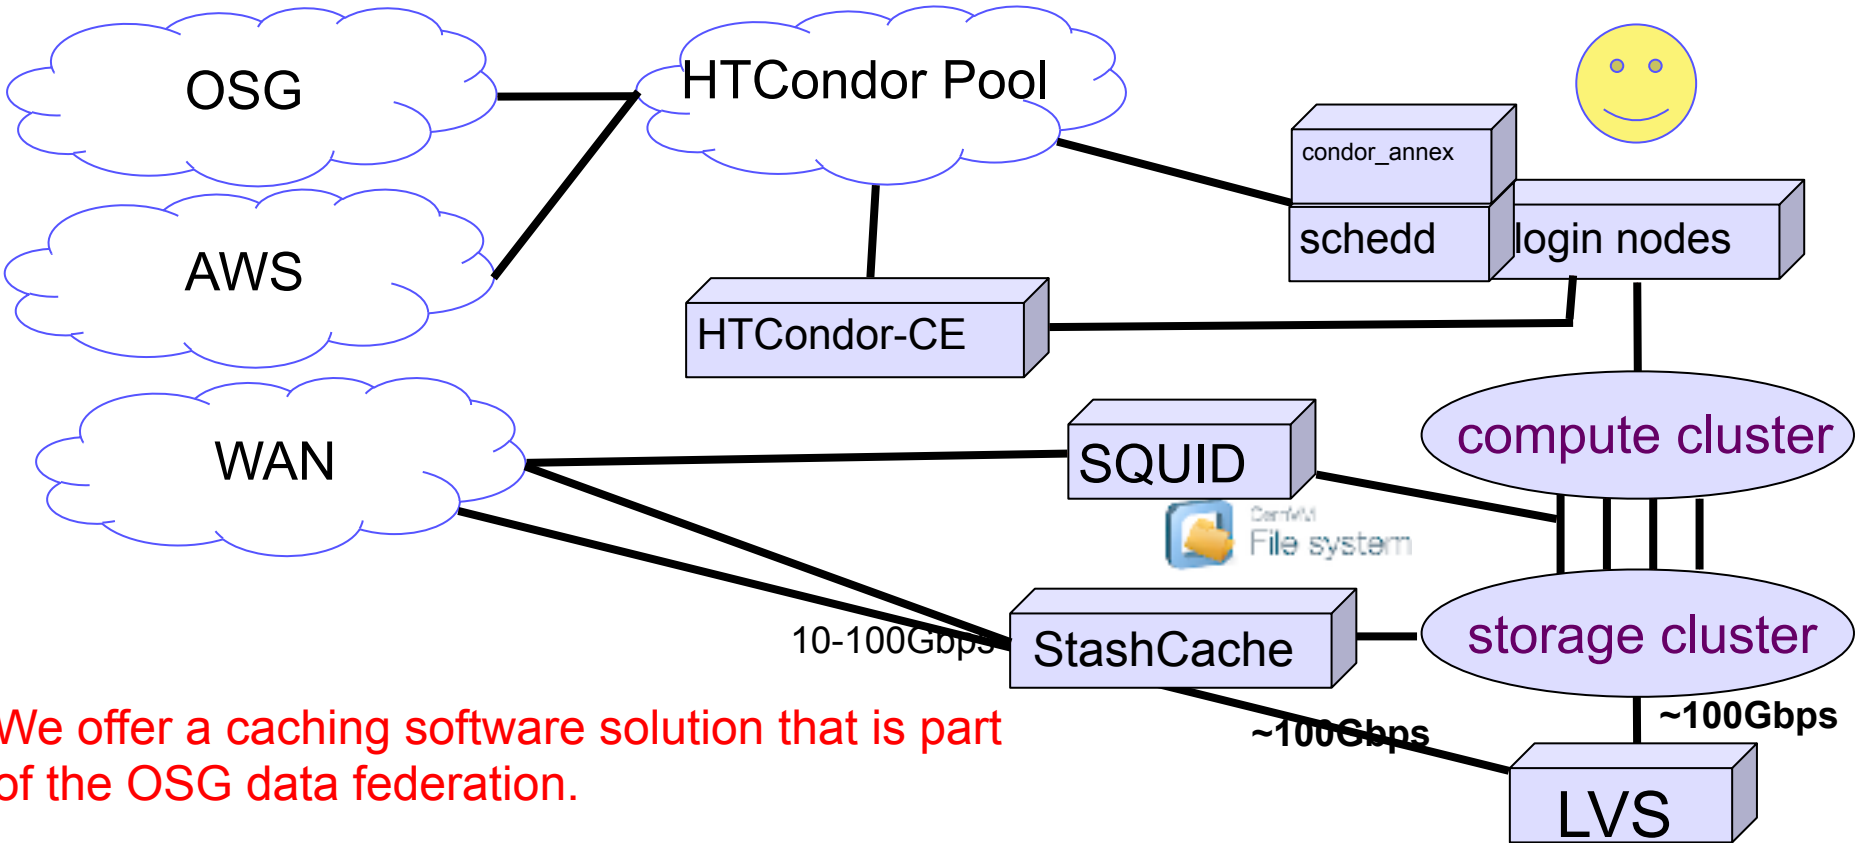 OSG
HTCondor Pool
condor_annex
schedd
login nodes
AWS
HTCondor-CE
WAN
SQUID
compute cluster
CernVM
File system
10-100Gbps
StashCache
storage cluster
We offer a caching software solution that is part
of the OSG data federation.
~100Gbps
~100Gbps
LVS